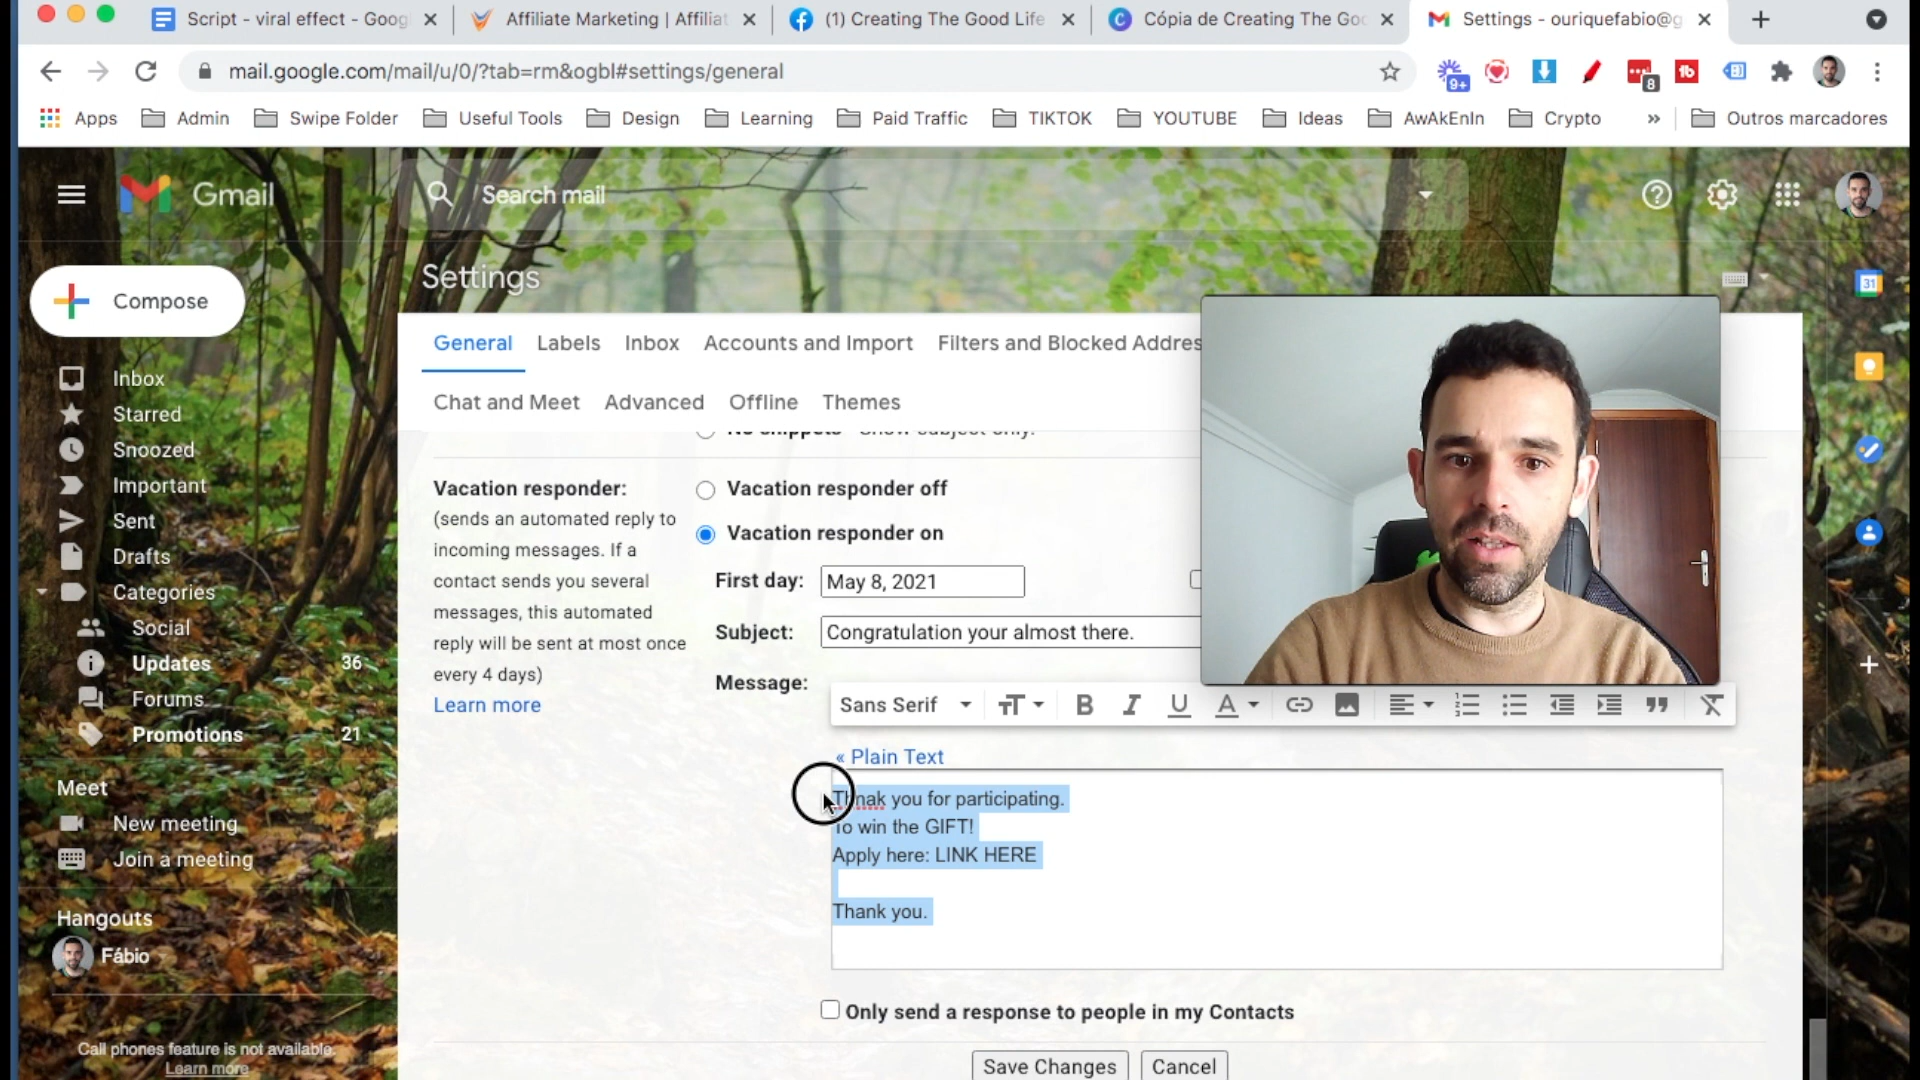 Script - viral effect - Goog
Affiliate Marketing | Affiliat
(1) Creating The Good Life
Cópia de Creating The Goo
Settings - ouriquefabio@g
mail.google.com/mail/u/0/?tab=rm&ogbl#settings/general
9+
8
Apps
Admin
Swipe Folder
Useful Tools
Design
Learning
Paid Traffic
TIKTOK
YOUTUBE
Ideas
AwAkEnIn
Crypto
»
Outros marcadores
Gmail
Search mail
Settings
31
Compose
General
Labels
Inbox
Accounts and Import
Filters and Blocked Addres
Chat and Meet
Advanced
Offline
Themes
Inbox
Starred
Snoozed
Important
Sent
Drafts
Categories
Social
Updates 36
Forums
Promotions 21
Meet
New meeting
Join a meeting
Hangouts
Fábio
Call phones feature is not available.
Learn more
No snippets - Show subject only.
Vacation responder:
(sends an automated reply to
incoming messages. If a
contact sends you several
messages, this automated
reply will be sent at most once
every 4 days)
Learn more
Vacation responder off
Vacation responder on
First day: May 8, 2021
Subject: Congratulation your almost there.
Message:
Sans Serif
« Plain Text
Thnak you for participating.
To win the GIFT!
Apply here: LINK HERE
Thank you.
Only send a response to people in my Contacts
Save Changes
Cancel